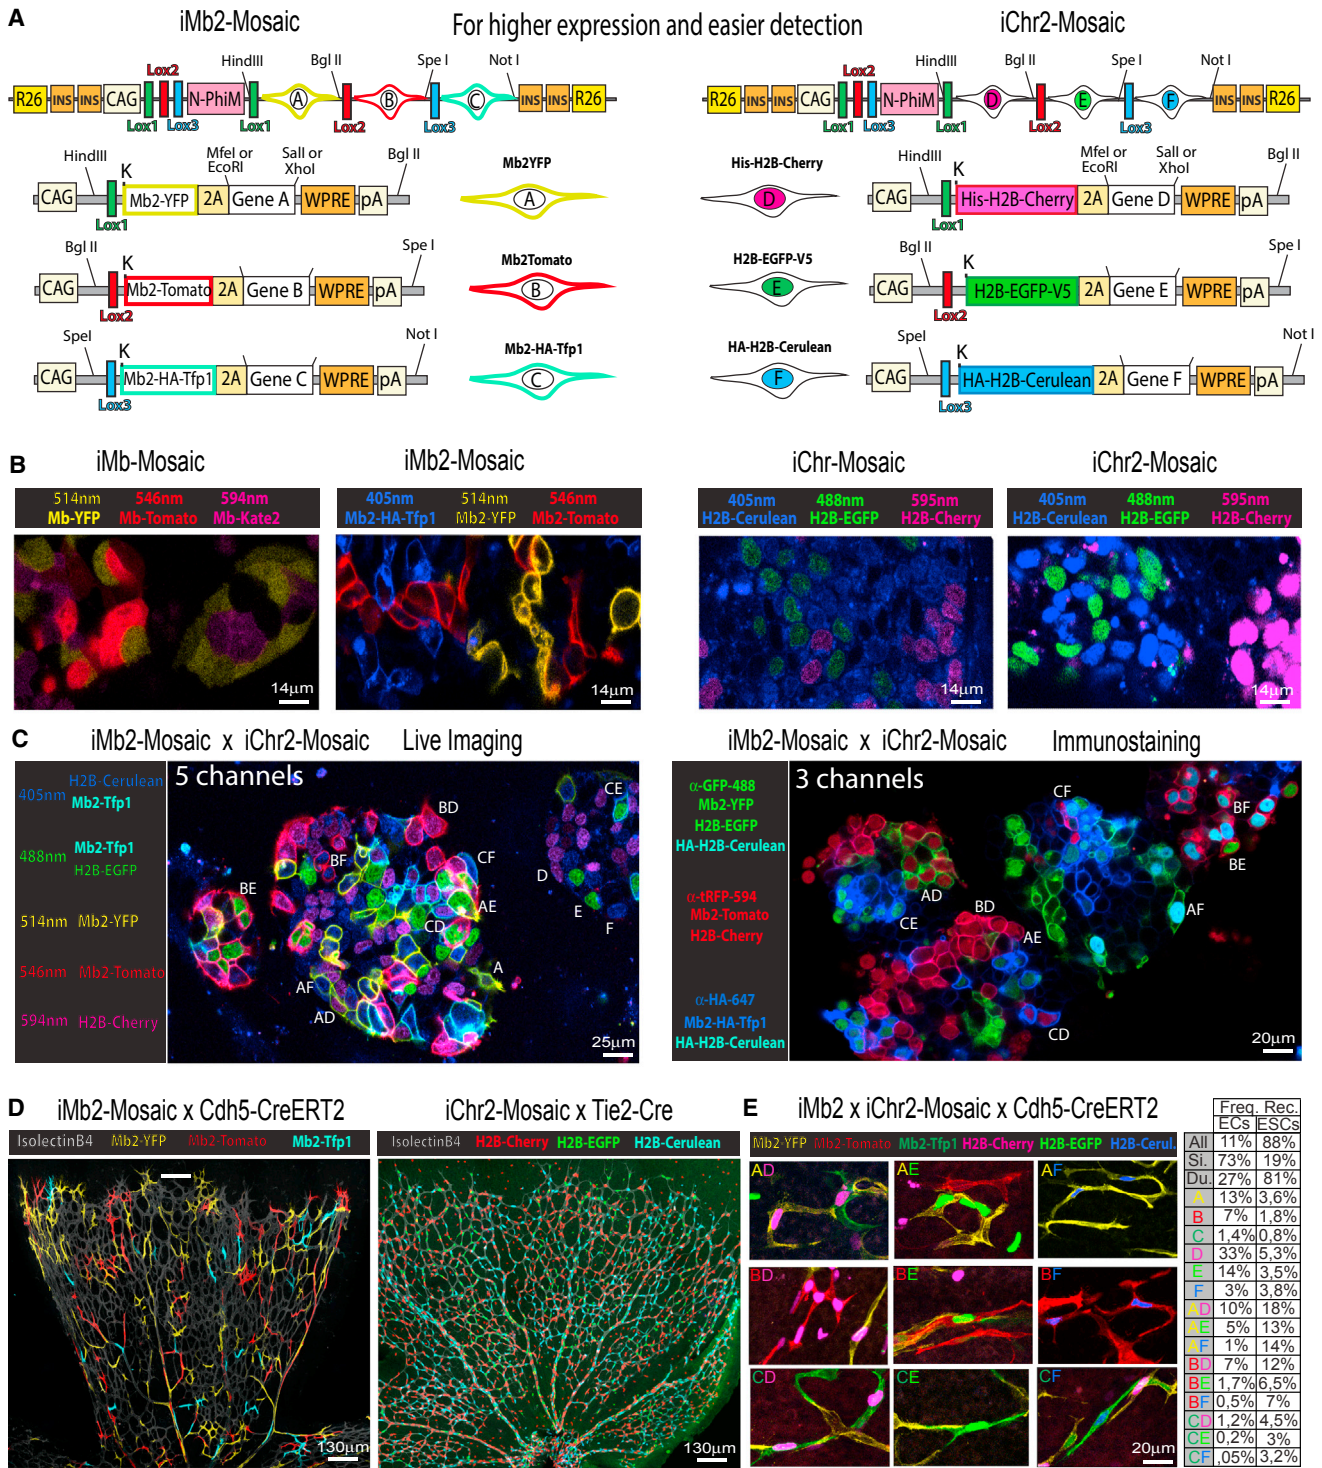 A
iMb2-Mosaic
For higher expression and easier detection
iChr2-Mosaic
HindIII Bgl II Spe I Not I
Lox2
R26 INS INS CAG N-PhiM A B C INS INS R26
Lox1 Lox3 Lox1 Lox2 Lox3
HindIII Bgl II Spe I Not I
Lox2
R26 INS INS CAG N-PhiM D E F INS INS R26
Lox1 Lox3 Lox1 Lox2 Lox3
HindIII K MfeI or EcoRI SalI or XhoI Bgl II
CAG Mb2-YFP 2A Gene A WPRE pA
Lox1
Mb2YFP
A
His-H2B-Cherry
D
HindIII K MfeI or EcoRI SalI or XhoI Bgl II
CAG His-H2B-Cherry 2A Gene D WPRE pA
Lox1
Bgl II K Spe I
CAG Mb2-Tomato 2A Gene B WPRE pA
Lox2
Mb2Tomato
B
H2B-EGFP-V5
E
Bgl II K Spe I
CAG H2B-EGFP-V5 2A Gene E WPRE pA
Lox2
SpeI K Not I
CAG Mb2-HA-Tfp1 2A Gene C WPRE pA
Lox3
Mb2-HA-Tfp1
C
HA-H2B-Cerulean
F
SpeI K Not I
CAG HA-H2B-Cerulean 2A Gene F WPRE pA
Lox3
B
iMb-Mosaic
514nm 546nm 594nm
Mb-YFP Mb-Tomato Mb-Kate2
14μm
iMb2-Mosaic
405nm 514nm 546nm
Mb2-HA-Tfp1 Mb2-YFP Mb2-Tomato
14μm
iChr-Mosaic
405nm 488nm 595nm
H2B-Cerulean H2B-EGFP H2B-Cherry
14μm
iChr2-Mosaic
405nm 488nm 595nm
H2B-Cerulean H2B-EGFP H2B-Cherry
14μm
C
iMb2-Mosaic x iChr2-Mosaic Live Imaging
H2B-Cerulean
405nm
Mb2-Tfp1
Mb2-Tfp1
488nm
H2B-EGFP
514nm Mb2-YFP
546nm Mb2-Tomato
594nm H2B-Cherry
5 channels
CE
BD
BF
CF
D
BE
AE
E
CD
F
A
AF
AD
25μm
iMb2-Mosaic x iChr2-Mosaic Immunostaining
α-GFP-488
Mb2-YFP
H2B-EGFP
HA-H2B-Cerulean
α-tRFP-594
Mb2-Tomato
H2B-Cherry
α-HA-647
Mb2-HA-Tfp1
HA-H2B-Cerulean
3 channels
CF
BF
BE
AD
BD
AF
CE
AE
CD
20μm
D
iMb2-Mosaic x Cdh5-CreERT2
IsolectinB4 Mb2-YFP Mb2-Tomato Mb2-Tfp1
130μm
iChr2-Mosaic x Tie2-Cre
IsolectinB4 H2B-Cherry H2B-EGFP H2B-Cerulean
130μm
E
iMb2 x iChr2-Mosaic x Cdh5-CreERT2
Mb2-YFP Mb2-Tomato Mb2-Tfp1 H2B-Cherry H2B-EGFP H2B-Cerul.
AD AE AF
BD BE BF
CD CE CF
20μm
Freq. Rec.
ECs ESCs
All 11% 88%
Si. 73% 19%
Du. 27% 81%
A 13% 3,6%
B 7% 1,8%
C 1,4% 0,8%
D 33% 5,3%
E 14% 3,5%
F 3% 3,8%
AD 10% 18%
AE 5% 13%
AF 1% 14%
BD 7% 12%
BE 1,7% 6,5%
BF 0,5% 7%
CD 1,2% 4,5%
CE 0,2% 3%
CF ,05% 3,2%